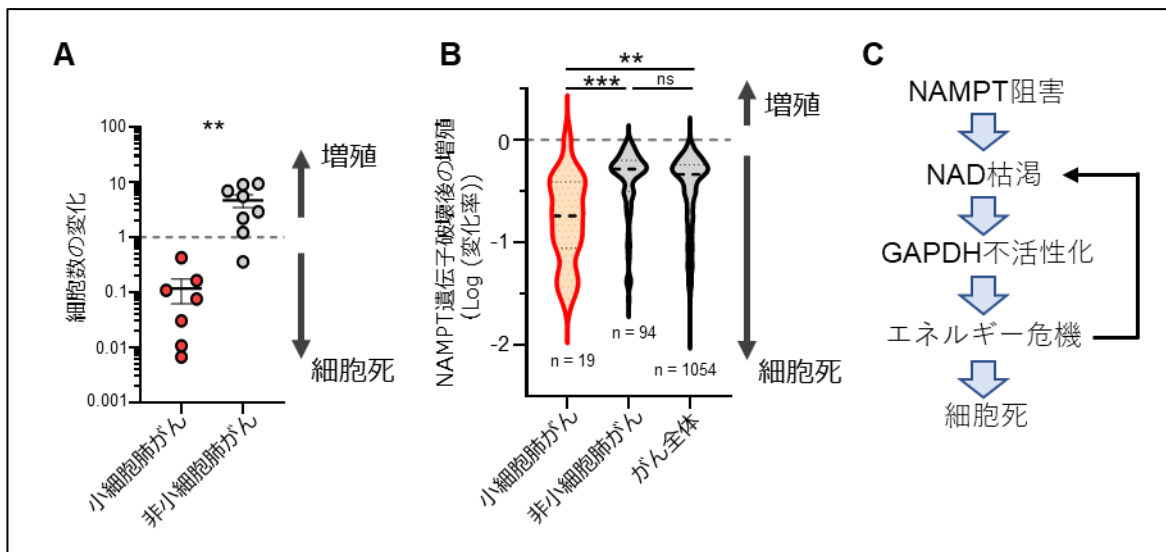 A
**
細胞数の変化
100
10
1
0.1
0.01
0.001
増殖
細胞死
小細胞肺がん
非小細胞肺がん
B
**
***
ns
NAMPT遺伝子破壊後の増殖
{Log (変化率)}
0
-1
-2
n = 19
n = 94
n = 1054
増殖
細胞死
小細胞肺がん
非小細胞肺がん
がん全体
C
NAMPT阻害
NAD枯渇
GAPDH不活性化
エネルギー危機
細胞死